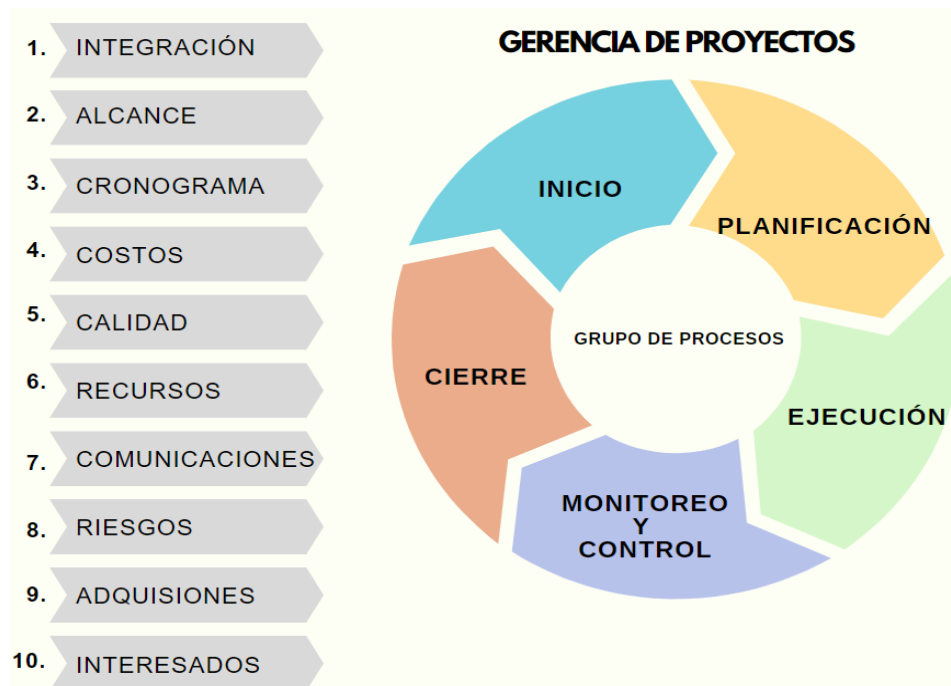 1. INTEGRACIÓN
2. ALCANCE
3. CRONOGRAMA
4. COSTOS
5. CALIDAD
6. RECURSOS
7. COMUNICACIONES
8. RIESGOS
9. ADQUISIONES
10. INTERESADOS
GERENCIA DE PROYECTOS
INICIO
PLANIFICACIÓN
EJECUCIÓN
MONITOREO
Y
CONTROL
CIERRE
GRUPO DE PROCESOS